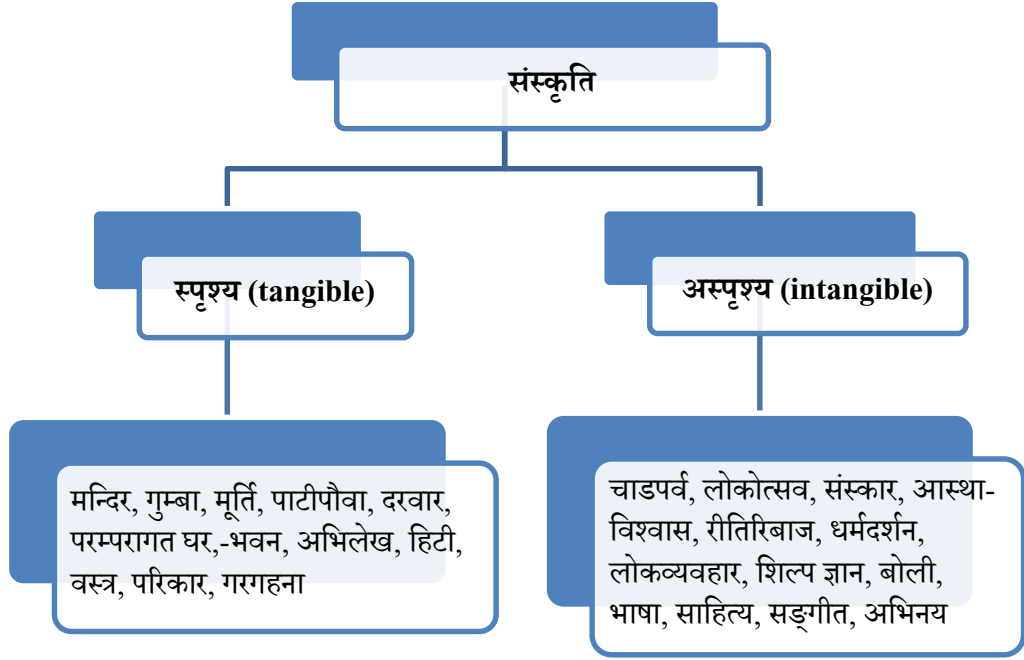 संस्कृति
स्पृश्य (tangible)
अस्पृश्य (intangible)
मन्दिर, गुम्बा, मूर्ति, पाटीपौवा, दरवार,
परम्परागत घर,-भवन, अभिलेख, हिटी,
वस्त्र, परिकार, गरगहना
चाडपर्व, लोकोत्सव, संस्कार, आस्था-
विश्वास, रीतिरिबाज, धर्मदर्शन,
लोकव्यवहार, शिल्प ज्ञान, बोली,
भाषा, साहित्य, सङ्गीत, अभिनय